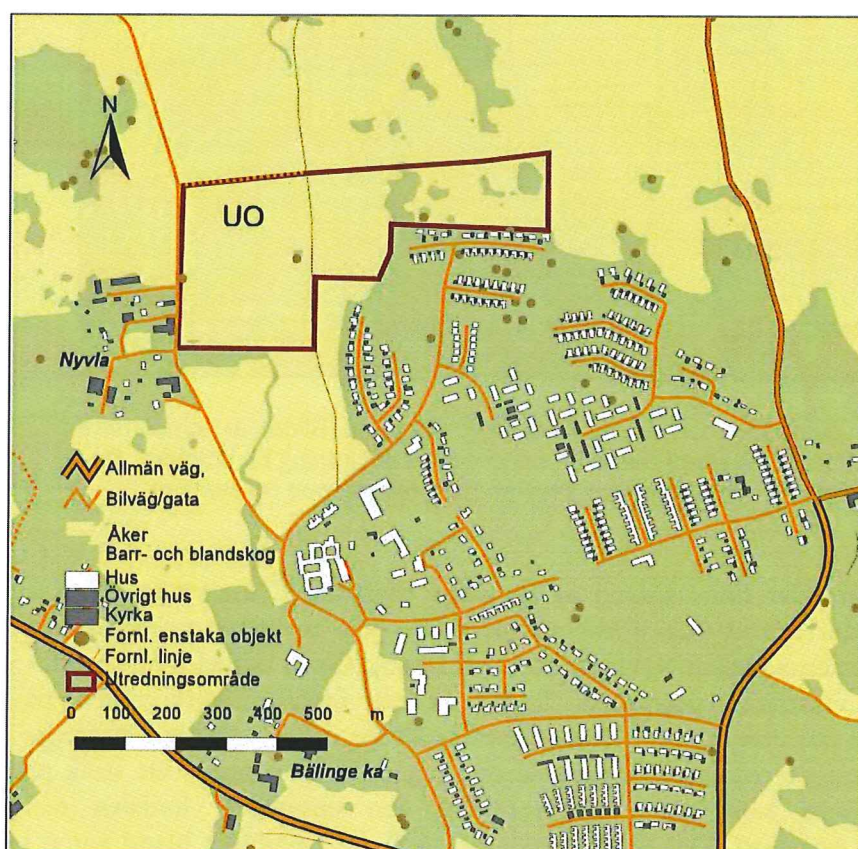 N
UO
Nyvla
Allmän väg,
Bilväg/gata
Åker
Barr- och blandskog
Hus
Övrigt hus
Kyrka
Fornl. enstaka objekt
Fornl. linje
Utredningsområde
0 100 200 300 400 500 m
Bälinge ka